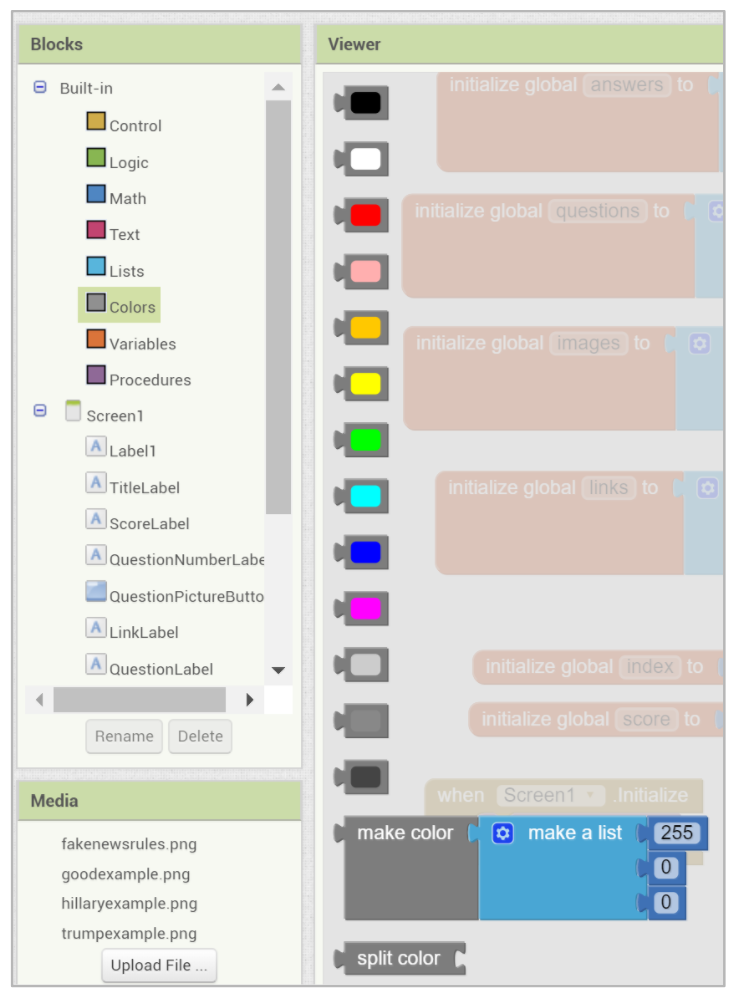 Blocks
Built-in
Control
Logic
Math
Text
Lists
Colors
Variables
Procedures
Screen1
Label1
TitleLabel
ScoreLabel
QuestionNumberLabe
QuestionPictureButto
LinkLabel
QuestionLabel
Rename Delete
Media
fakenewsrules.png
goodexample.png
hillaryexample.png
trumpexample.png
Upload File ...
Viewer
initialize global answers to
initialize global questions to
initialize global images to
initialize global links to
initialize global index to
initialize global score to
when Screen1 .Initialize
make color make a list 255
0
0
split color